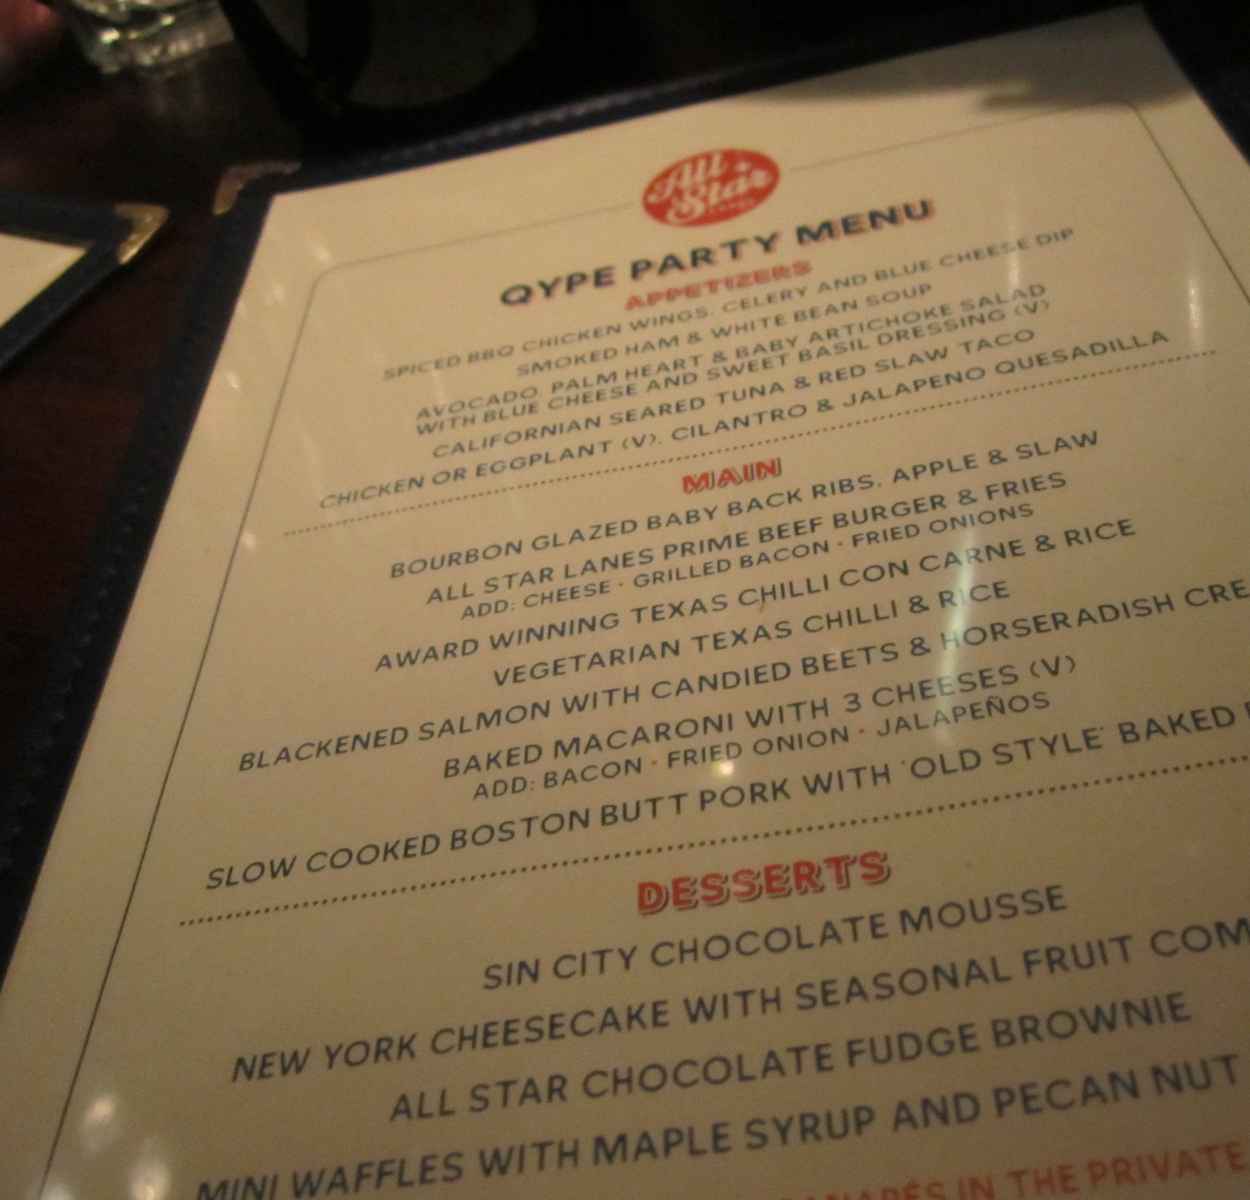 All Star
QYPE PARTY MENU
APPETIZERS
SPICED BBQ CHICKEN WINGS, CELERY AND BLUE CHEESE DIP
SMOKED HAM & WHITE BEAN SOUP
AVOCADO, PALM HEART & BABY ARTICHOKE SALAD
WITH BLUE CHEESE AND SWEET BASIL DRESSING (V)
CALIFORNIAN SEARED TUNA & RED SLAW TACO
CHICKEN OR EGGPLANT (V), CILANTRO & JALAPENO QUESADILLA
MAIN
BOURBON GLAZED BABY BACK RIBS, APPLE & SLAW
ALL STAR LANES PRIME BEEF BURGER & FRIES
ADD: CHEESE · GRILLED BACON · FRIED ONIONS
AWARD WINNING TEXAS CHILLI CON CARNE & RICE
VEGETARIAN TEXAS CHILLI & RICE
BLACKENED SALMON WITH CANDIED BEETS & HORSERADISH CRE
BAKED MACARONI WITH 3 CHEESES (V)
ADD: BACON · FRIED ONION · JALAPEÑOS
SLOW COOKED BOSTON BUTT PORK WITH 'OLD STYLE' BAKED
DESSERTS
SIN CITY CHOCOLATE MOUSSE
NEW YORK CHEESECAKE WITH SEASONAL FRUIT COM
ALL STAR CHOCOLATE FUDGE BROWNIE
MINI WAFFLES WITH MAPLE SYRUP AND PECAN NUT
IN THE PRIVATE